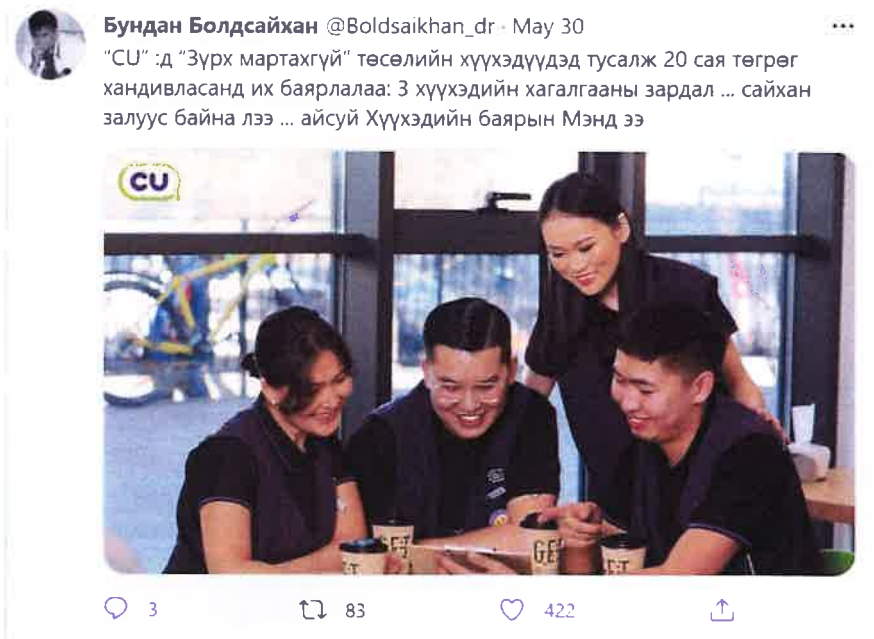 Бундан Болдсайхан @Boldsaikhan_dr · May 30
"CU" :д "Зүрх мартахгүй" төсөлийн хүүхэдүүдэд тусалж 20 сая төгрөг
хандивласанд их баярлалаа: 3 хүүхэдийн хагалгааны зардал ... сайхан
залуус байна лээ ... айсуй Хүүхэдийн баярын Мэнд ээ
CU
GET
GET
3 83 422